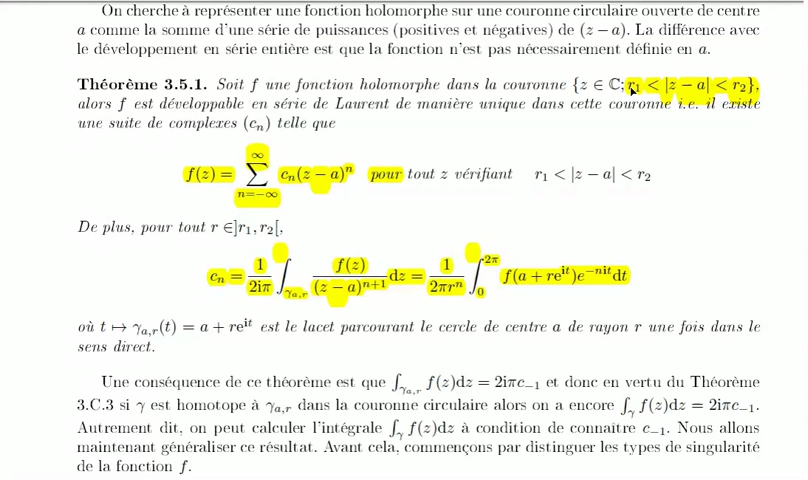 On cherche à représenter une fonction holomorphe sur une couronne circulaire ouverte de centre
a comme la somme d'une série de puissances (positives et négatives) de (z − a). La différence avec
le développement en série entière est que la fonction n'est pas nécessairement définie en a.
Théorème 3.5.1. Soit f une fonction holomorphe dans la couronne {z ∈ ℂ; r₁ < |z − a| < r₂},
alors f est développable en série de Laurent de manière unique dans cette couronne i.e. il existe
une suite de complexes (cₙ) telle que
f(z) = ∑_{n=−∞}^{∞} cₙ(z − a)ⁿ pour tout z vérifiant r₁ < |z − a| < r₂
De plus, pour tout r ∈]r₁, r₂[,
cₙ = \frac{1}{2iπ} ∫_{γ_{a,r}} \frac{f(z)}{(z − a)^{n+1}} dz = \frac{1}{2πrⁿ} ∫_0^{2π} f(a + re^{it})e^{−nit}dt
où t ↦ γ_{a,r}(t) = a + re^{it} est le lacet parcourant le cercle de centre a de rayon r une fois dans le
sens direct.
Une conséquence de ce théorème est que ∫_{γ_{a,r}} f(z)dz = 2iπc₋₁ et donc en vertu du Théorème
3.C.3 si γ est homotope à γ_{a,r} dans la couronne circulaire alors on a encore ∫_γ f(z)dz = 2iπc₋₁.
Autrement dit, on peut calculer l'intégrale ∫_γ f(z)dz à condition de connaître c₋₁. Nous allons
maintenant généraliser ce résultat. Avant cela, commençons par distinguer les types de singularité
de la fonction f.